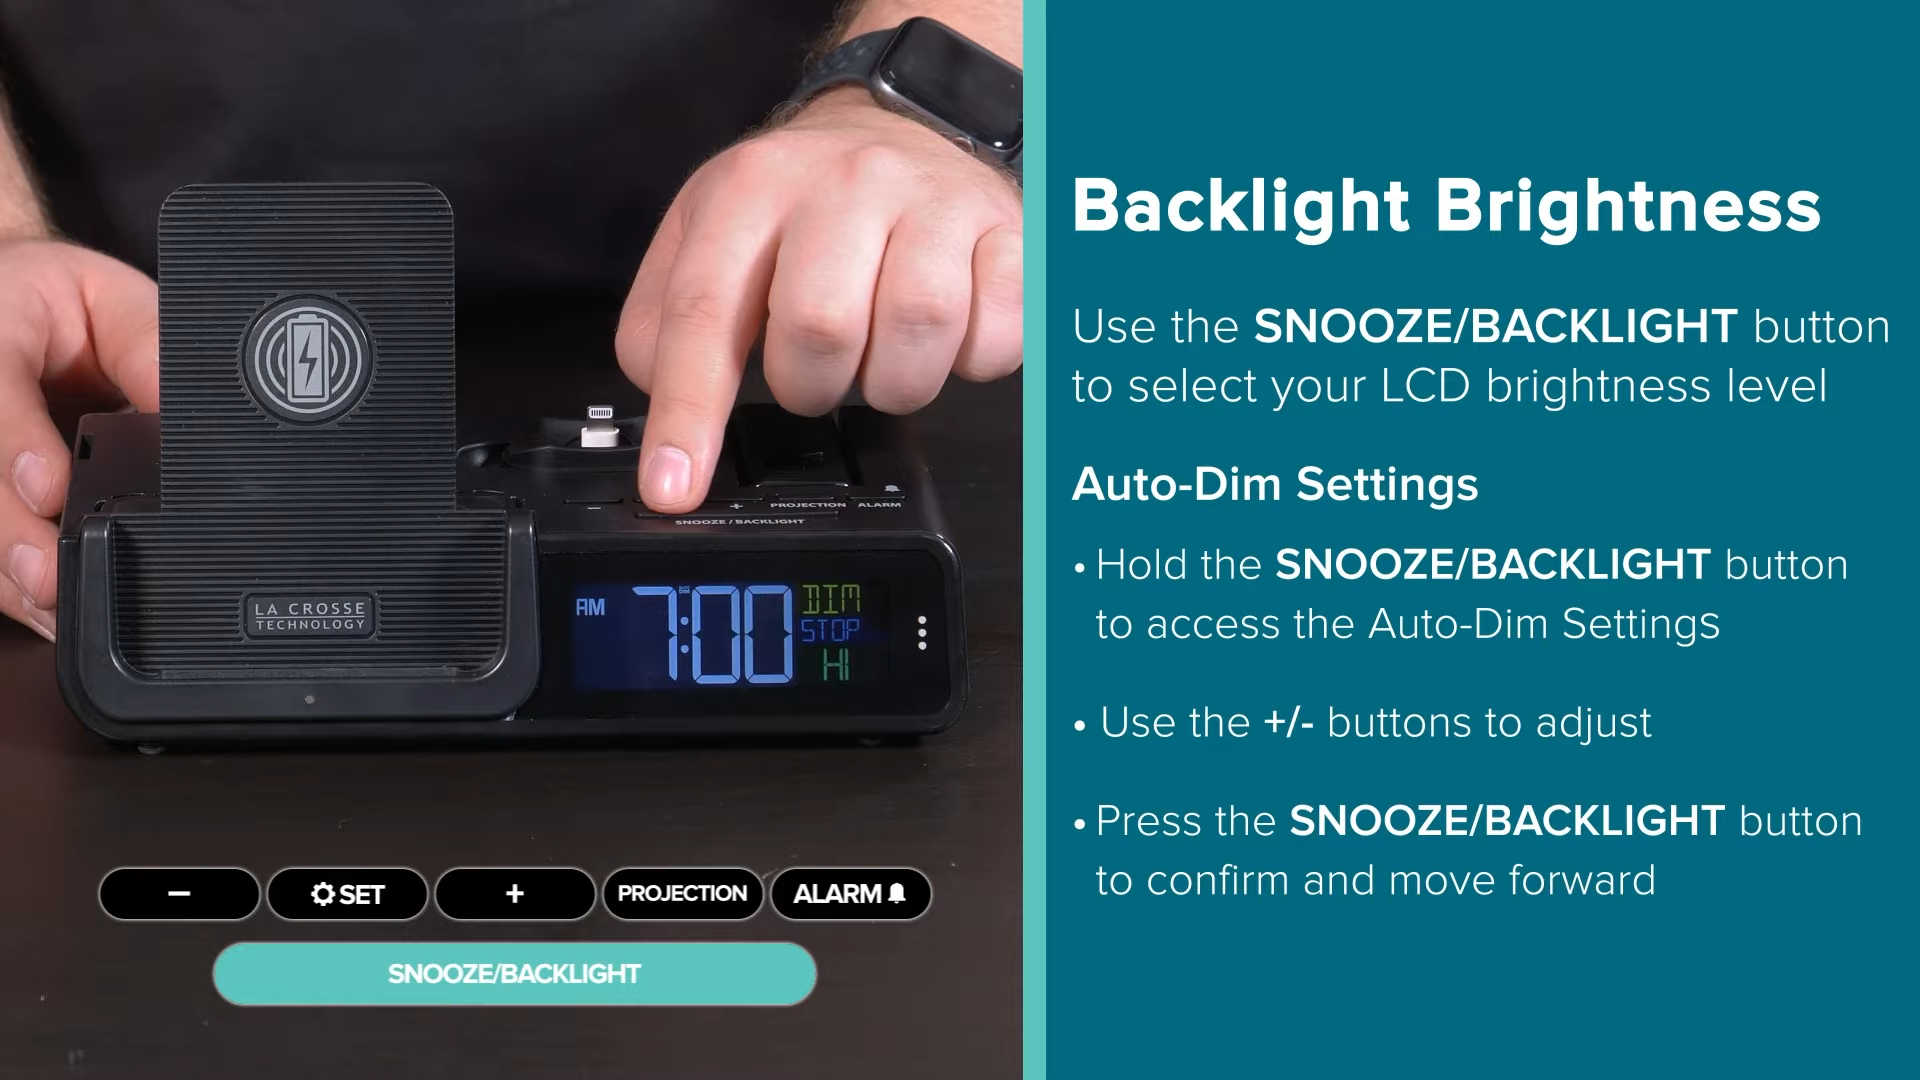 LA CROSSE
TECHNOLOGY
−
+
PROJECTION
ALARM
SNOOZE / BACKLIGHT
AM 7:00 DIM
STOP
HI
− SET + PROJECTION ALARM
SNOOZE/BACKLIGHT
Backlight Brightness
Use the SNOOZE/BACKLIGHT button
to select your LCD brightness level
Auto-Dim Settings
• Hold the SNOOZE/BACKLIGHT button
to access the Auto-Dim Settings
• Use the +/- buttons to adjust
• Press the SNOOZE/BACKLIGHT button
to confirm and move forward